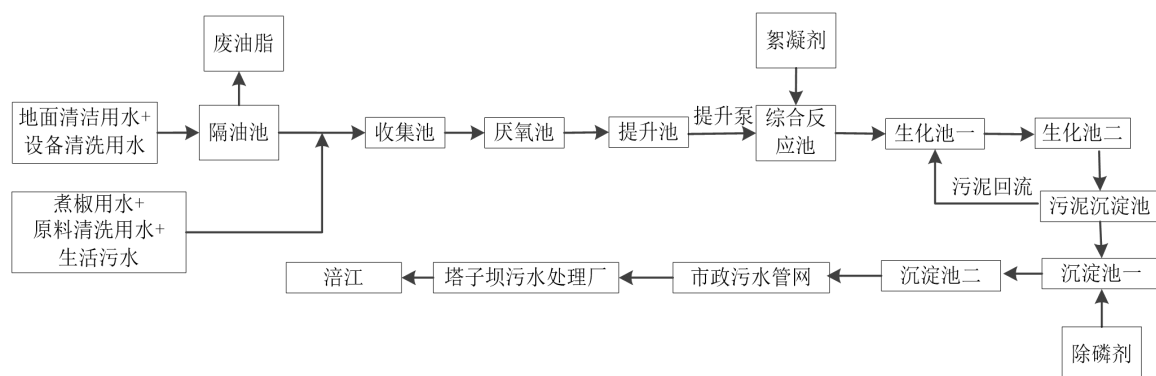 废油脂
絮凝剂
地面清洁用水+
设备清洗用水
隔油池
收集池
厌氧池
提升池
提升泵
综合反
应池
生化池一
生化池二
煮椒用水+
原料清洗用水+
生活污水
污泥回流
污泥沉淀池
涪江
塔子坝污水处理厂
市政污水管网
沉淀池二
沉淀池一
除磷剂